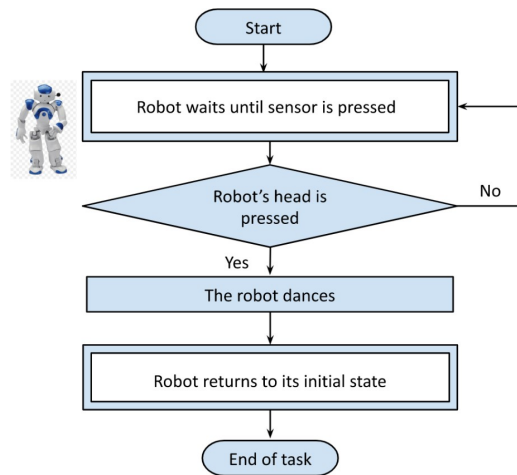 Start
Robot waits until sensor is pressed
Robot's head is
pressed
No
Yes
The robot dances
Robot returns to its initial state
End of task